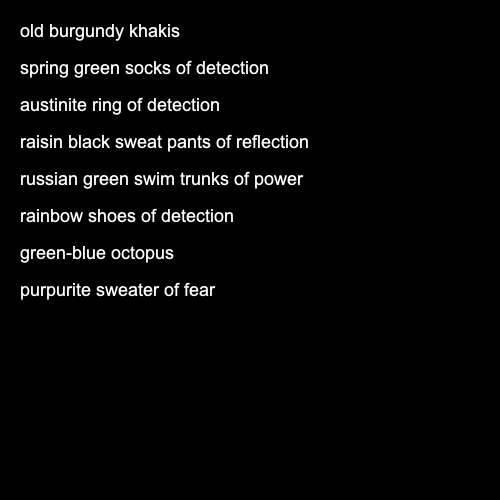 old burgundy khakis
spring green socks of detection
austinite ring of detection
raisin black sweat pants of reflection
russian green swim trunks of power
rainbow shoes of detection
green-blue octopus
purpurite sweater of fear